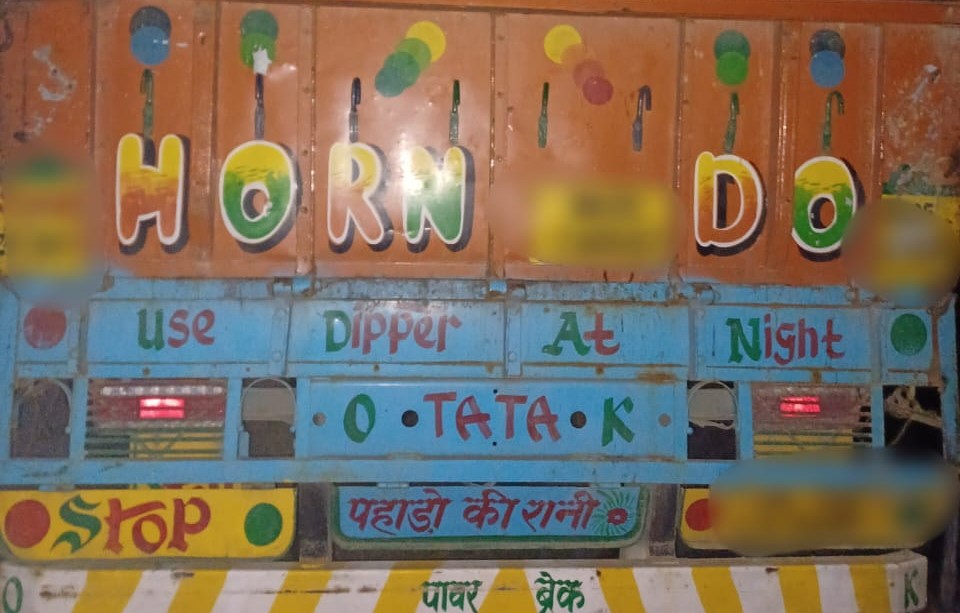 HORN DO
Use Dipper At Night
O TATA K
Stop पहाडो की रानी
O पावर ब्रेक K